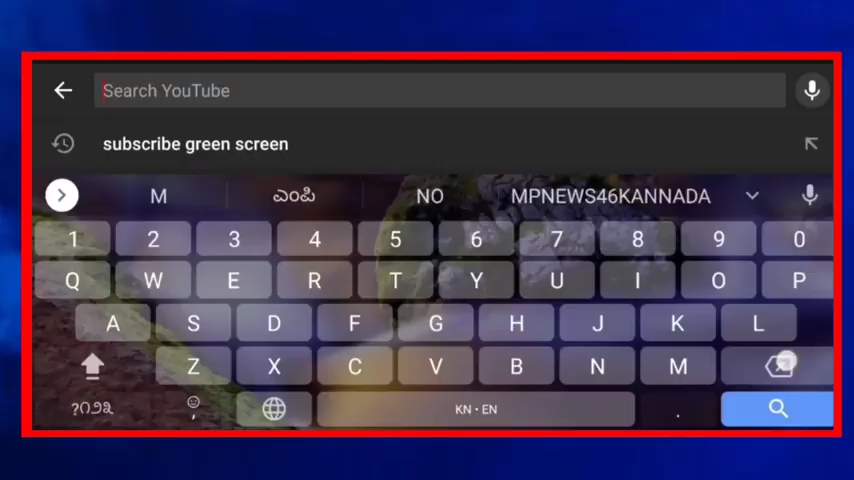 Search YouTube
subscribe green screen
M ಎಂಪಿ NO MPNEWS46KANNADA
1 2 3 4 5 6 7 8 9 0
Q W E R T Y U I O P
A S D F G H J K L
Z X C V B N M
?೧೨೩ , KN • EN .